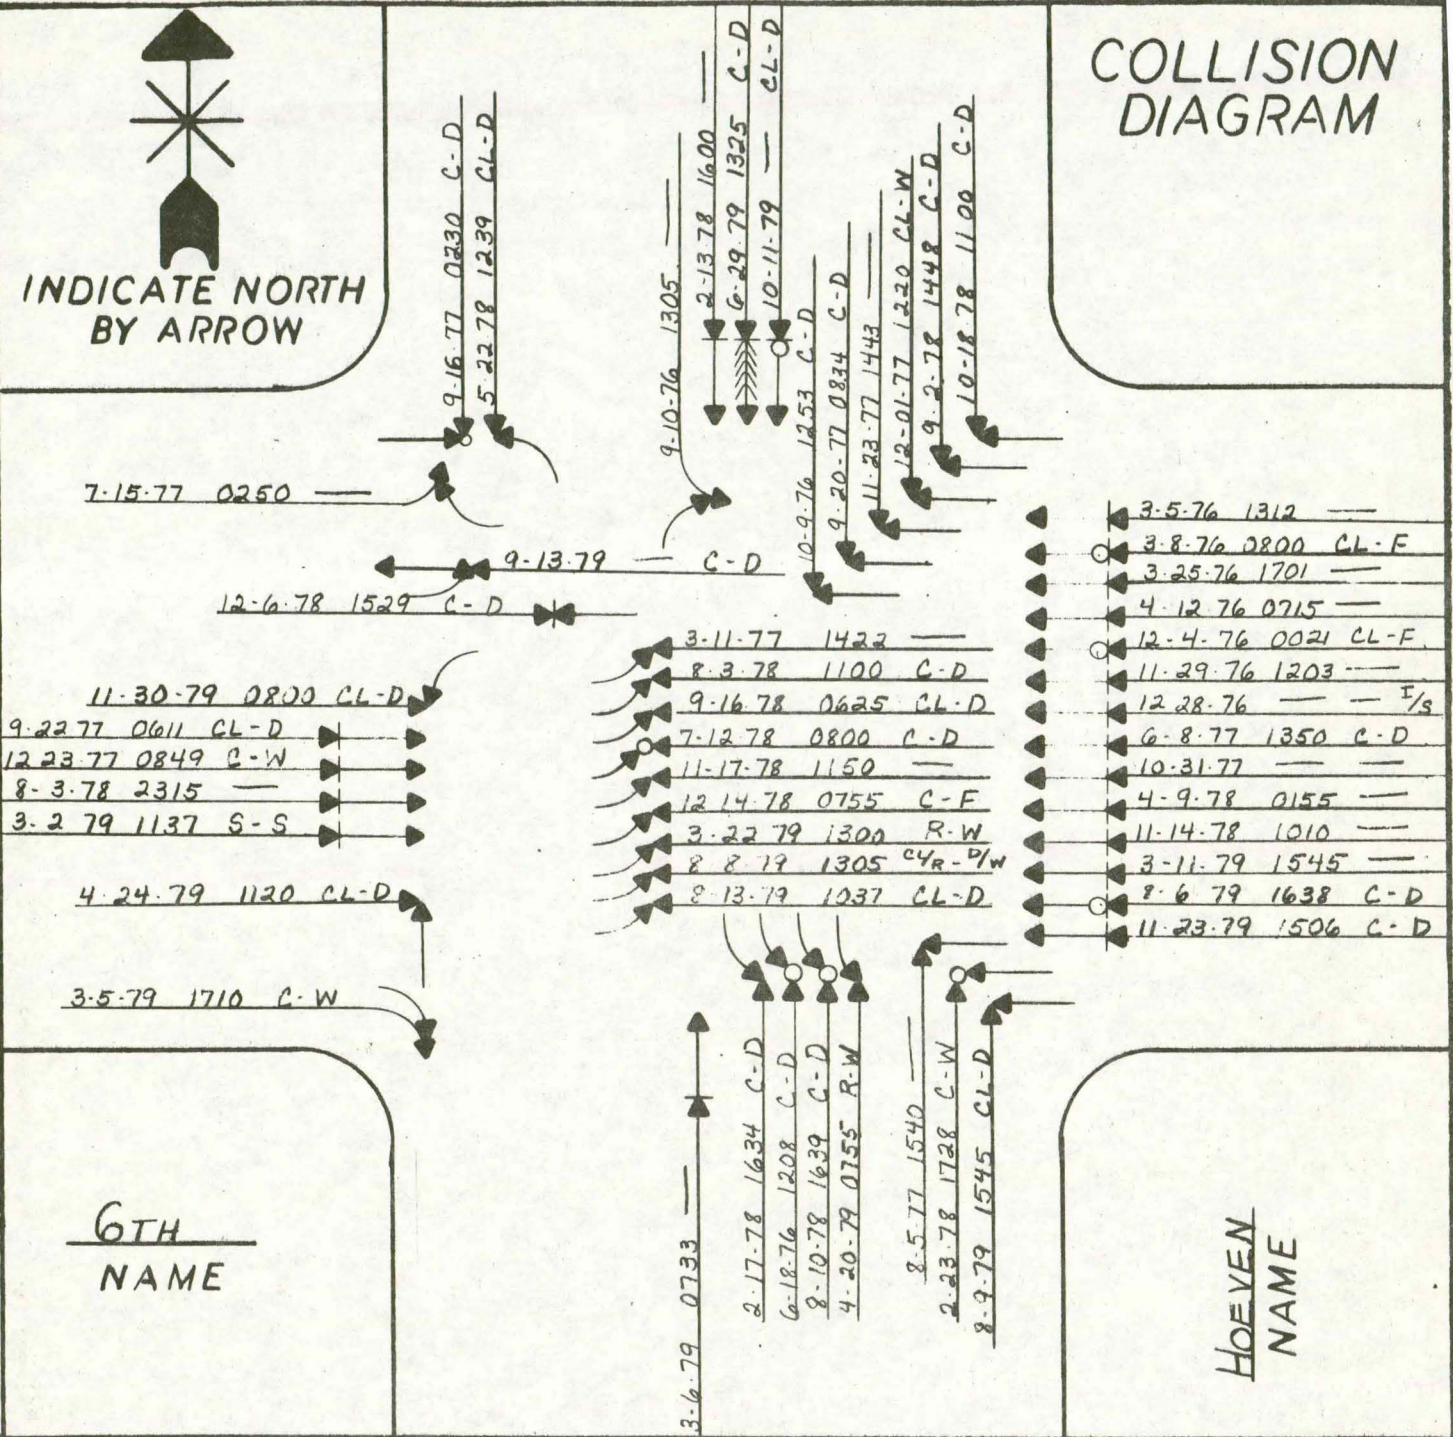 COLLISION
DIAGRAM
INDICATE NORTH
BY ARROW
9-16-77 0230 C-D
5-22-78 1239 CL-D
9-10-76 1305 —
2-13-78 1600 —
6-29-79 1325 C-D
10-11-79 — CL-D
10-9-76 1253 C-D
9-20-77 0834 C-D
11-23-77 1443 —
12-01-77 1220 CL-W
9-2-78 1448 C-D
10-18-78 1100 C-D
7-15-77 0250 —
9-13-79 — C-D
12-6-78 1529 C-D
11-30-79 0800 CL-D
9-22-77 0611 CL-D
12 23-77 0849 C-W
8-3-78 2315 —
3-2 79 1137 S-S
4-24-79 1120 CL-D
3-5-79 1710 C-W
3-11-77 1422 —
8-3-78 1100 C-D
9-16-78 0625 CL-D
7-12-78 0800 C-D
11-17-78 1150 —
12 14-78 0755 C-F
3-22 79 1300 R-W
8 8-79 1305 CL/R-D/W
8-13-79 1037 CL-D
3-5-76 1312 —
3-8-76 0800 CL-F
3-25-76 1701 —
4-12-76 0715 —
12-4-76 0021 CL-F
11-29-76 1203 —
12 28-76 — — I/S
6-8-77 1350 C-D
10-31-77 — —
4-9-78 0155 —
11-14-78 1010 —
3-11-79 1545 —
8-6 79 1638 C-D
11-23-79 1506 C-D
3-6-79 0733 —
2-17-78 1634 C-D
6-18-76 1208 C-D
8-10-78 1639 C-D
4-20-79 0755 R-W
8-5-77 1540 —
2-23-78 1728 C-W
8-9-79 1545 CL-D
6TH
NAME
HOEVEN
NAME